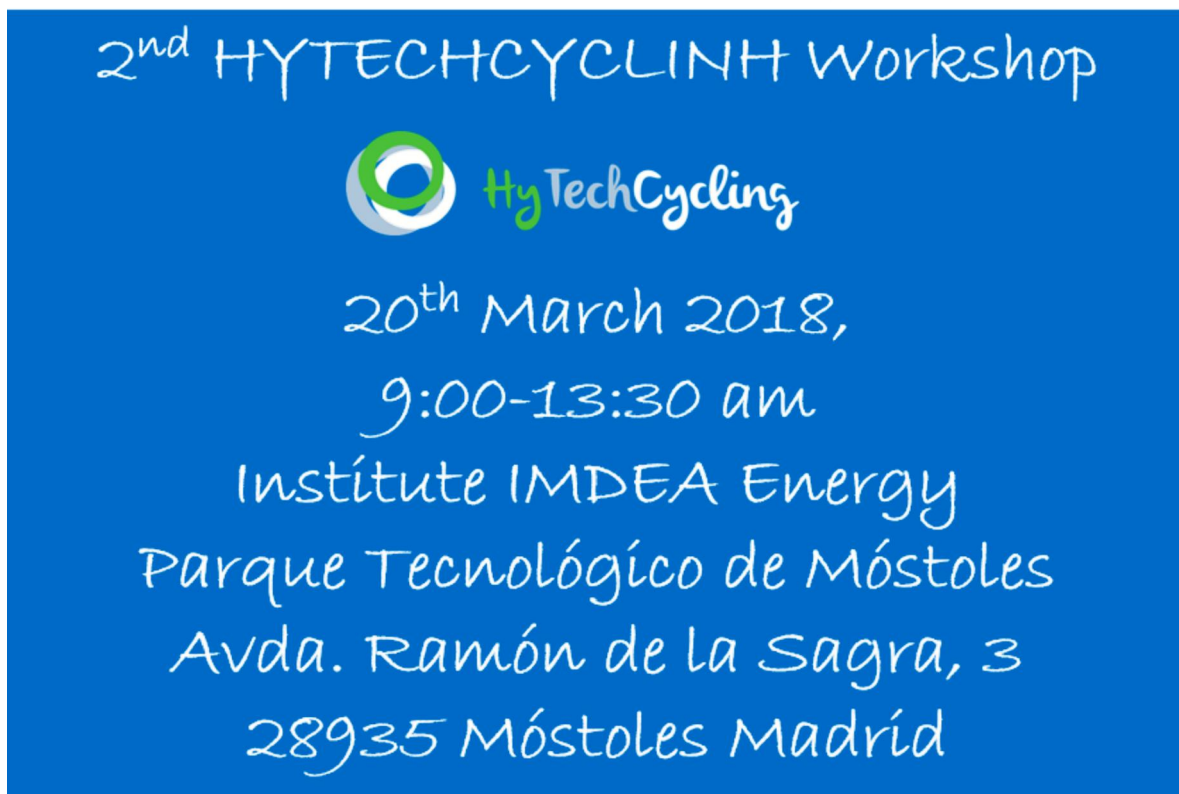 2nd HYTECHCYCLINH Workshop
HyTechCycling
20th March 2018,
9:00-13:30 am
Institute IMDEA Energy
Parque Tecnológico de Móstoles
Avda. Ramón de la Sagra, 3
28935 Móstoles Madrid